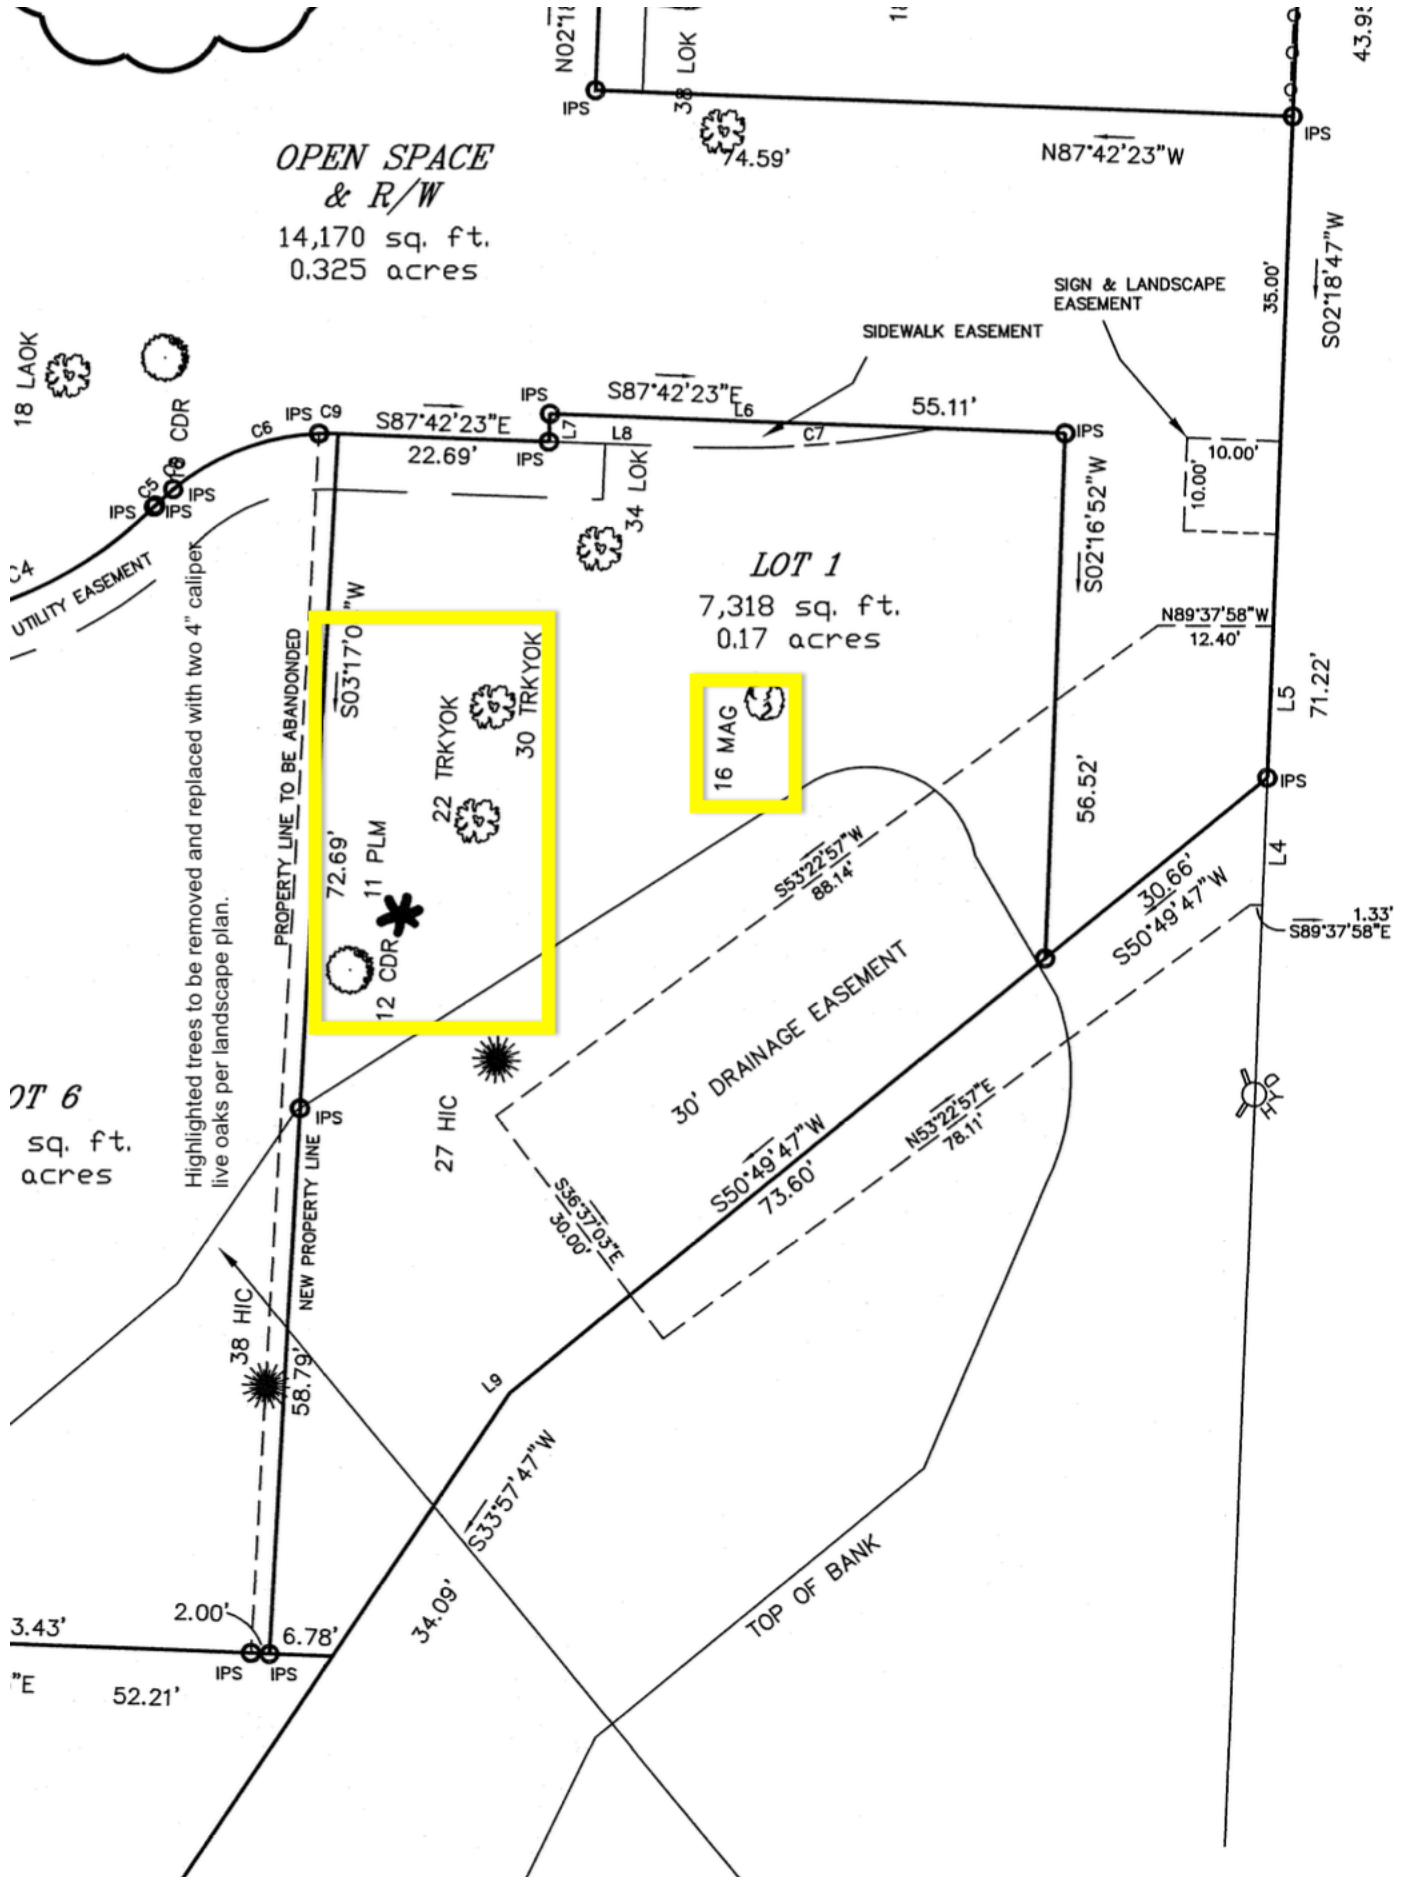 N02°18
38 LOK
43.95
IPS
IPS
74.59'
N87°42'23"W
OPEN SPACE
& R/W
14,170 sq. ft.
0.325 acres
35.00'
S02°18'47"W
SIGN & LANDSCAPE
EASEMENT
SIDEWALK EASEMENT
18 LAOK
CDR
IPS
C9
S87°42'23"E
22.69'
C6
IPS
S87°42'23"E
L6
55.11'
L7
L8
C7
IPS
IPS
10.00'
10.00'
C5
IPS
IPS
IPS
34 LOK
C4
UTILITY EASEMENT
LOT 1
7,318 sq. ft.
0.17 acres
S02°16'52"W
N89°37'58"W
12.40'
L5
71.22'
Highlighted trees to be removed and replaced with two 4" caliper
live oaks per landscape plan.
PROPERTY LINE TO BE ABANDONED
S03°17'0 "W
72.69'
30 TRKYOK
22 TRKYOK
11 PLM
12 CDR
16 MAG
56.52'
IPS
L4
S53°22'57"W
88.14'
30.66'
S50°49'47"W
1.33'
S89°37'58"E
30' DRAINAGE EASEMENT
OT 6
sq. ft.
acres
IPS
27 HIC
NEW PROPERTY LINE
S50°49'47"W
73.60'
N53°22'57"E
78.11'
HYD
S36°37'03"E
30.00'
38 HIC
58.79'
L9
S33°57'47"W
34.09'
TOP OF BANK
3.43'
2.00'
6.78'
IPS
IPS
"E
52.21'